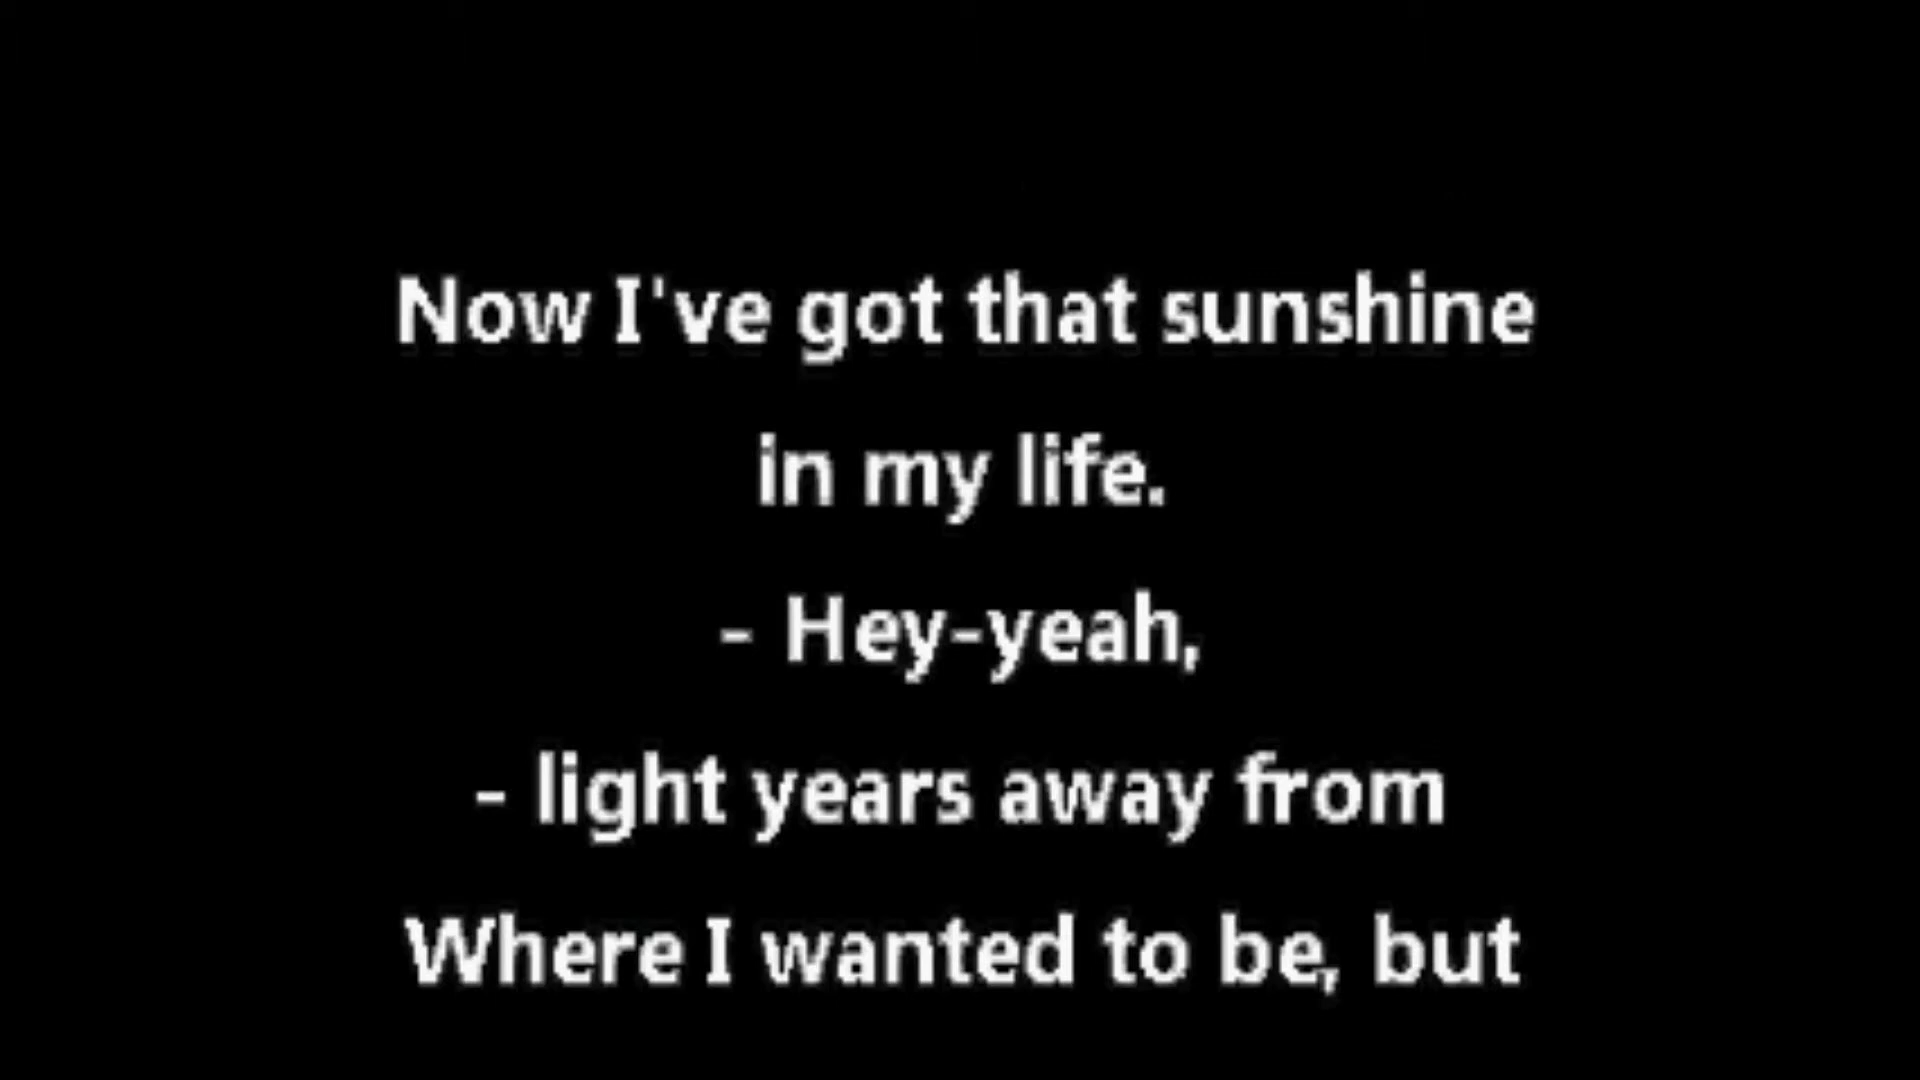 Now I've got that sunshine
in my life.
- Hey-yeah,
- light years away from
Where I wanted to be, but